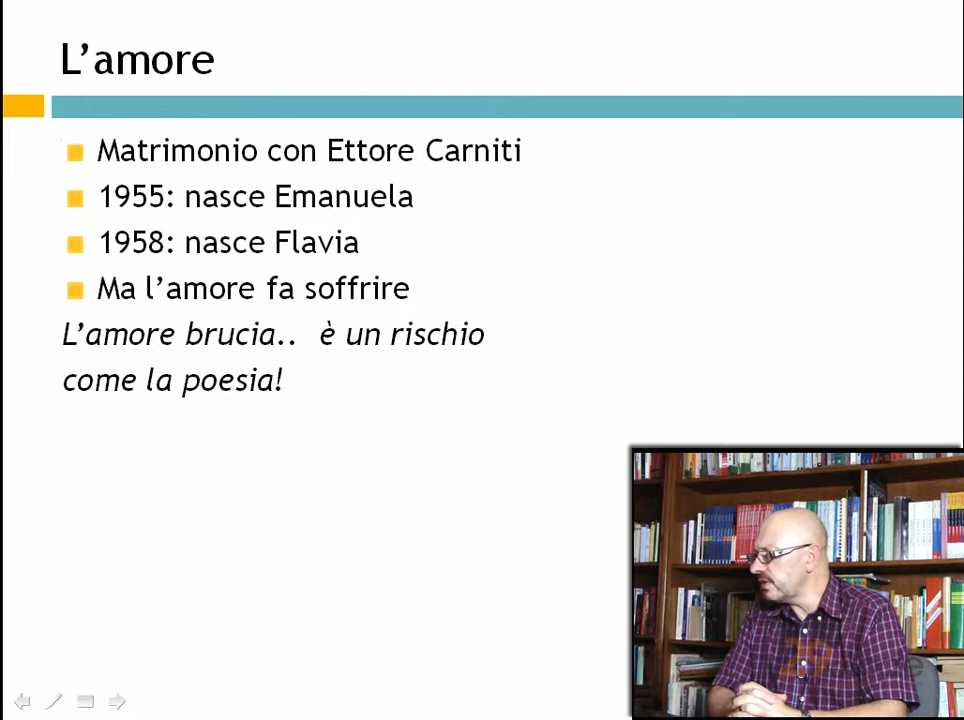 L’amore
Matrimonio con Ettore Carniti
1955: nasce Emanuela
1958: nasce Flavia
Ma l’amore fa soffrire
L’amore brucia.. è un rischio
come la poesia!